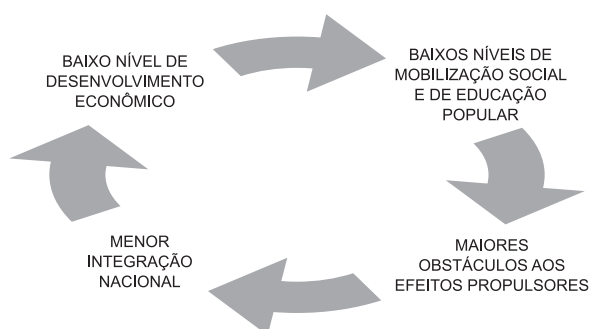 BAIXO NÍVEL DE
DESENVOLVIMENTO
ECONÔMICO
BAIXOS NÍVEIS DE
MOBILIZAÇÃO SOCIAL
E DE EDUCAÇÃO
POPULAR
MAIORES
OBSTÁCULOS AOS
EFEITOS PROPULSORES
MENOR
INTEGRAÇÃO
NACIONAL